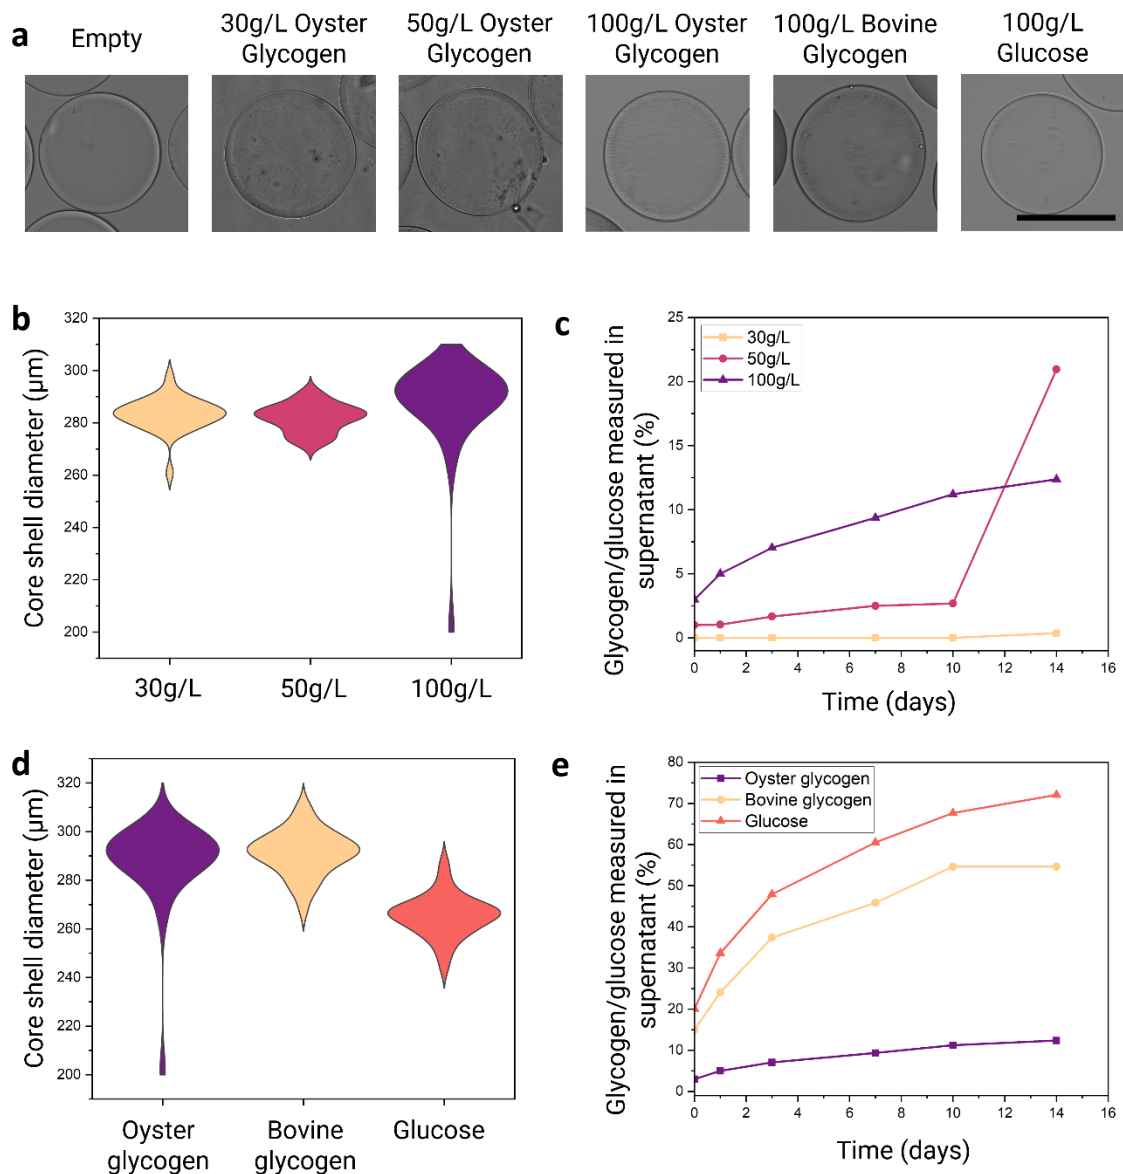 a
Empty
30g/L Oyster
Glycogen
50g/L Oyster
Glycogen
100g/L Oyster
Glycogen
100g/L Bovine
Glycogen
100g/L
Glucose
b
Core shell diameter (µm)
320
300
280
260
240
220
200
30g/L
50g/L
100g/L
c
Glycogen/glucose measured in
supernatant (%)
25
20
15
10
5
0
30g/L
50g/L
100g/L
0
2
4
6
8
10
12
14
16
Time (days)
d
Core shell diameter (µm)
320
300
280
260
240
220
200
Oyster
glycogen
Bovine
glycogen
Glucose
e
Glycogen/glucose measured in
supernatant (%)
80
70
60
50
40
30
20
10
0
Oyster glycogen
Bovine glycogen
Glucose
0
2
4
6
8
10
12
14
16
Time (days)